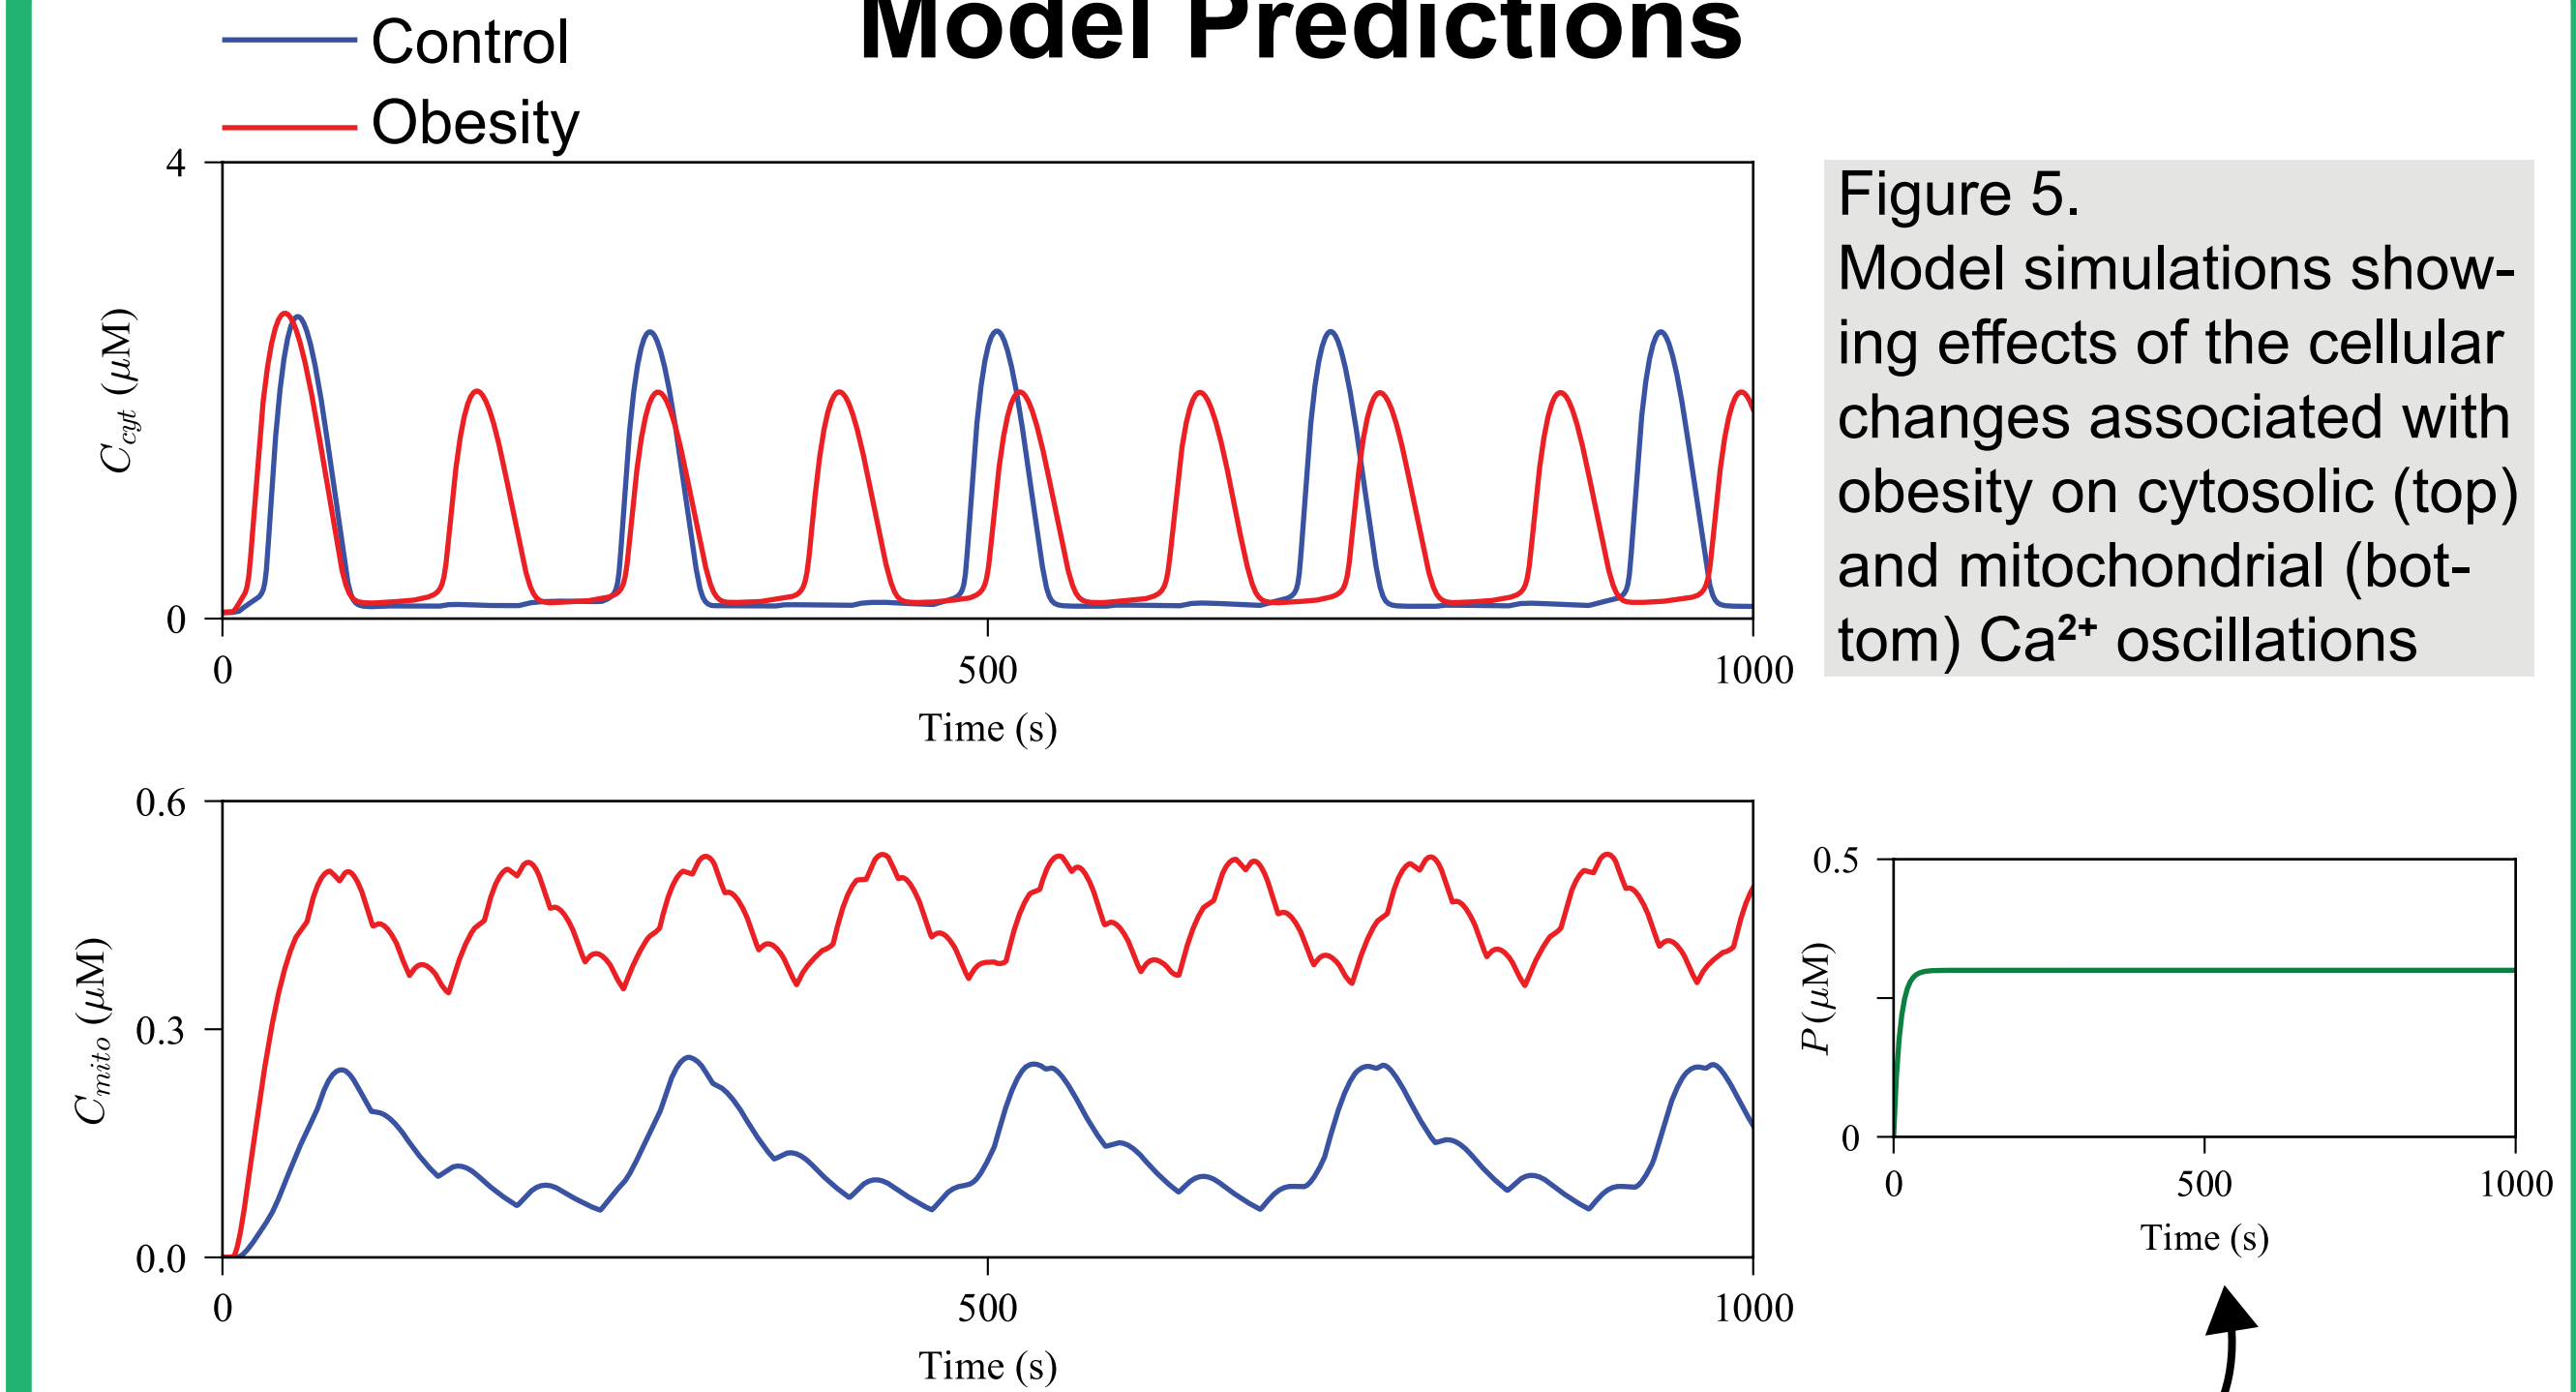 Model Predictions
Control
Obesity
4
0
C_cyt (μM)
0
500
1000
Time (s)
Figure 5.
Model simulations show-
ing effects of the cellular
changes associated with
obesity on cytosolic (top)
and mitochondrial (bot-
tom) Ca²⁺ oscillations
0.6
0.3
0.0
C_mito (μM)
0
500
1000
Time (s)
0.5
0
P (μM)
0
500
1000
Time (s)